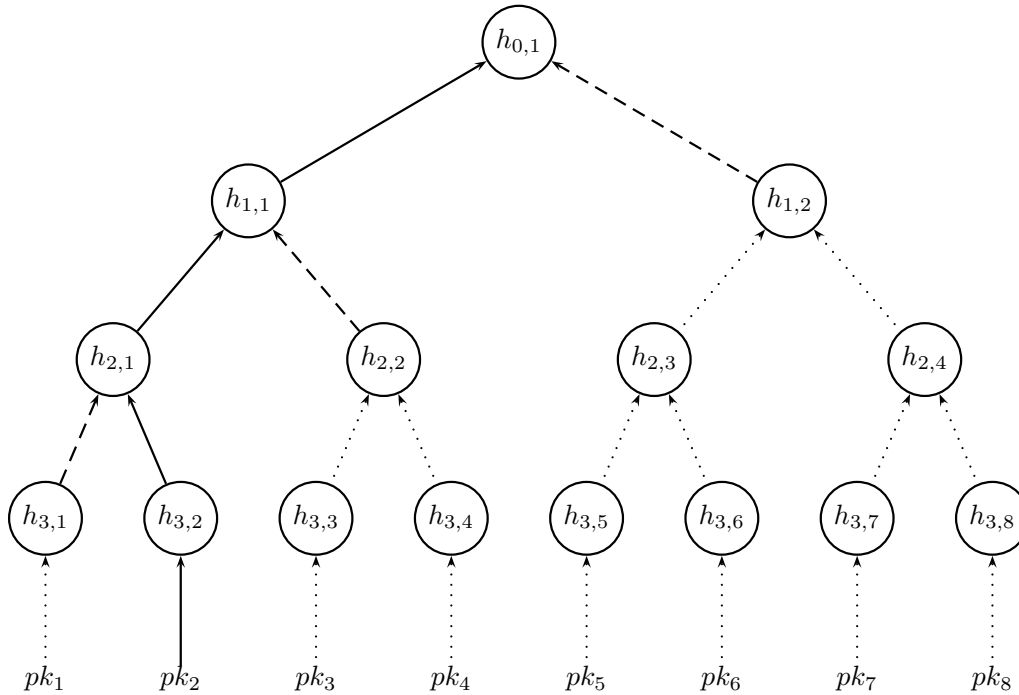 h0,1
h1,1 h1,2
h2,1 h2,2 h2,3 h2,4
h3,1 h3,2 h3,3 h3,4 h3,5 h3,6 h3,7 h3,8
pk1 pk2 pk3 pk4 pk5 pk6 pk7 pk8